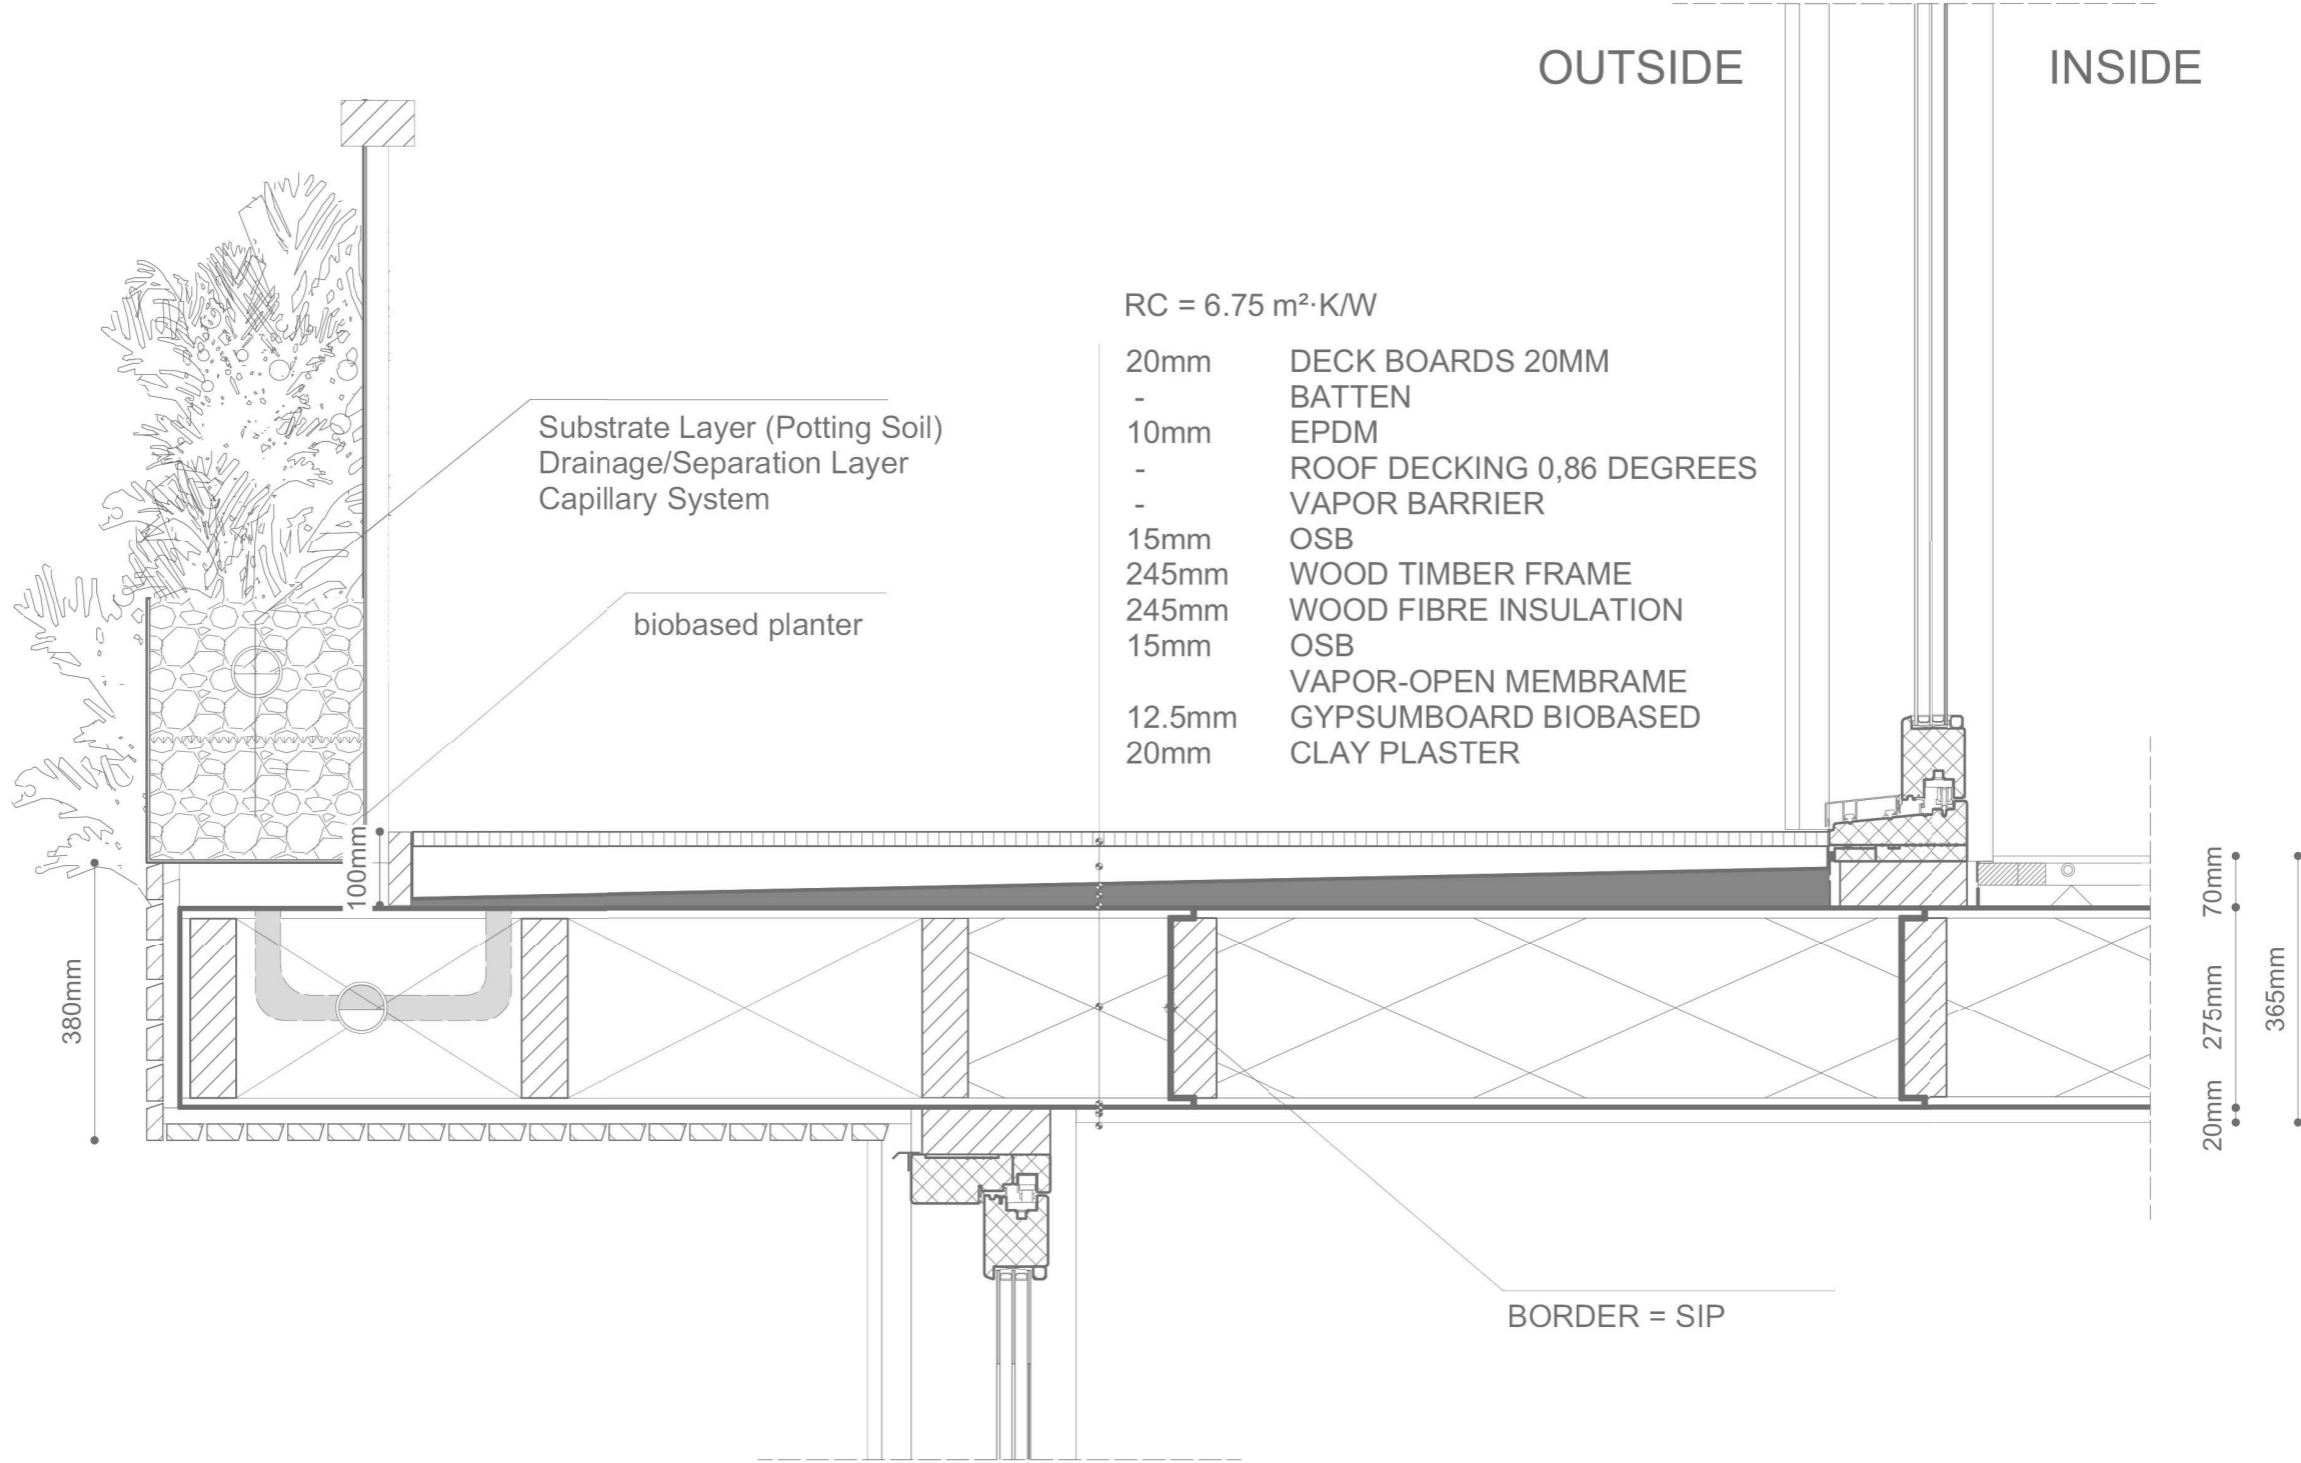 OUTSIDE
INSIDE
RC = 6.75 m²·K/W
20mm DECK BOARDS 20MM
- BATTEN
10mm EPDM
- ROOF DECKING 0,86 DEGREES
- VAPOR BARRIER
15mm OSB
245mm WOOD TIMBER FRAME
245mm WOOD FIBRE INSULATION
15mm OSB
VAPOR-OPEN MEMBRAME
12.5mm GYPSUMBOARD BIOBASED
20mm CLAY PLASTER
Substrate Layer (Potting Soil)
Drainage/Separation Layer
Capillary System
biobased planter
100mm
380mm
70mm
275mm
20mm
365mm
BORDER = SIP